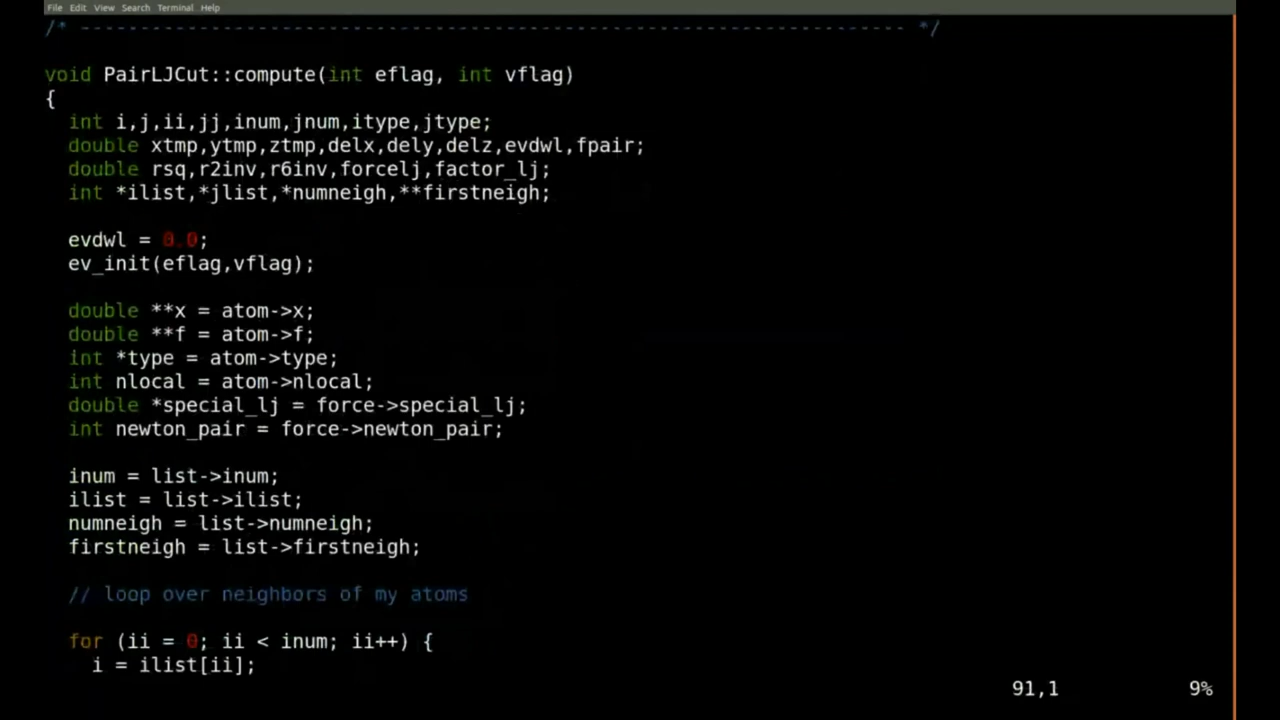 File Edit View Search Terminal Help
/* ---------------------------------------------------------------------- */
void PairLJCut::compute(int eflag, int vflag)
{
int i,j,ii,jj,inum,jnum,itype,jtype;
double xtmp,ytmp,ztmp,delx,dely,delz,evdwl,fpair;
double rsq,r2inv,r6inv,forcelj,factor_lj;
int *ilist,*jlist,*numneigh,**firstneigh;
evdwl = 0.0;
ev_init(eflag,vflag);
double **x = atom->x;
double **f = atom->f;
int *type = atom->type;
int nlocal = atom->nlocal;
double *special_lj = force->special_lj;
int newton_pair = force->newton_pair;
inum = list->inum;
ilist = list->ilist;
numneigh = list->numneigh;
firstneigh = list->firstneigh;
// loop over neighbors of my atoms
for (ii = 0; ii < inum; ii++) {
i = ilist[ii];
91,1 9%